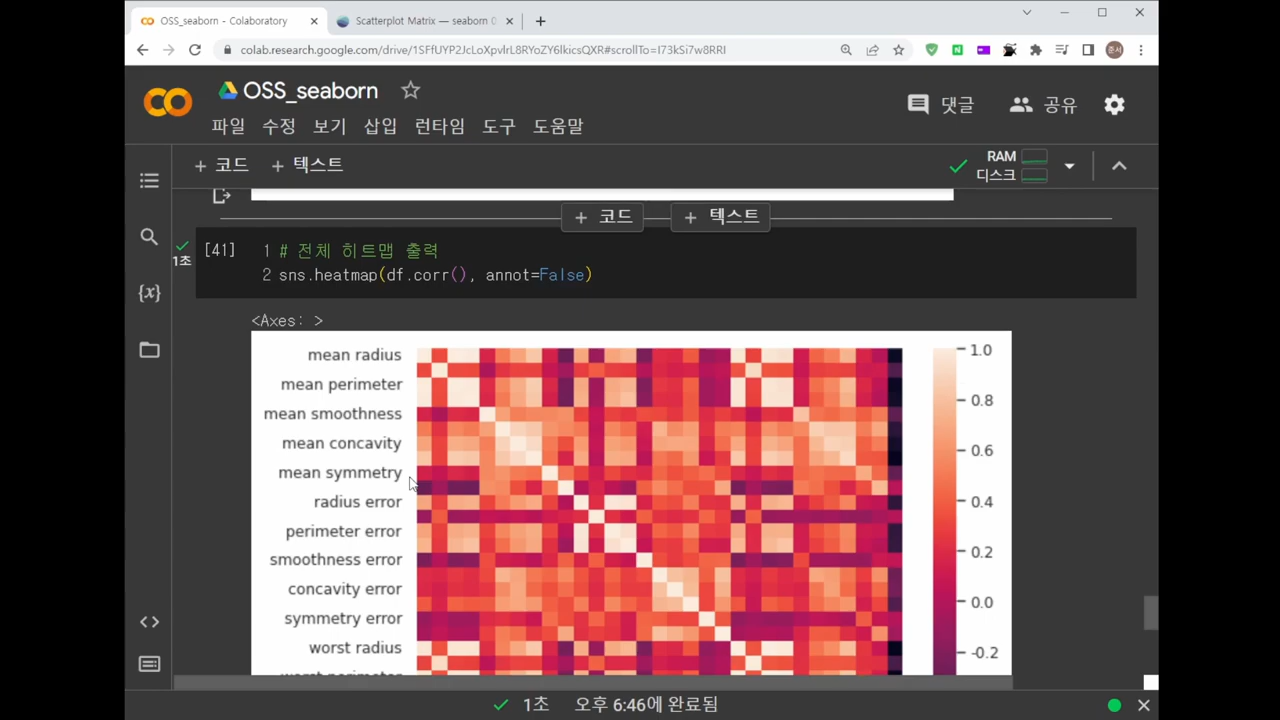 OSS_seaborn - Colaboratory
Scatterplot Matrix — seaborn 0
colab.research.google.com/drive/1SFfUYP2JcLoXpvlrL8RYoZY6lkicsQXR#scrollTo=I73kSi7w8RRI
준서
OSS_seaborn
댓글
공유
파일 수정 보기 삽입 런타임 도구 도움말
+ 코드 + 텍스트
RAM
디스크
+ 코드 + 텍스트
[41]
1초
1 # 전체 히트맵 출력
2 sns.heatmap(df.corr(), annot=False)
<Axes: >
mean radius
mean perimeter
mean smoothness
mean concavity
mean symmetry
radius error
perimeter error
smoothness error
concavity error
symmetry error
worst radius
worst perimeter
1.0
0.8
0.6
0.4
0.2
0.0
-0.2
{x}
1초 오후 6:46에 완료됨